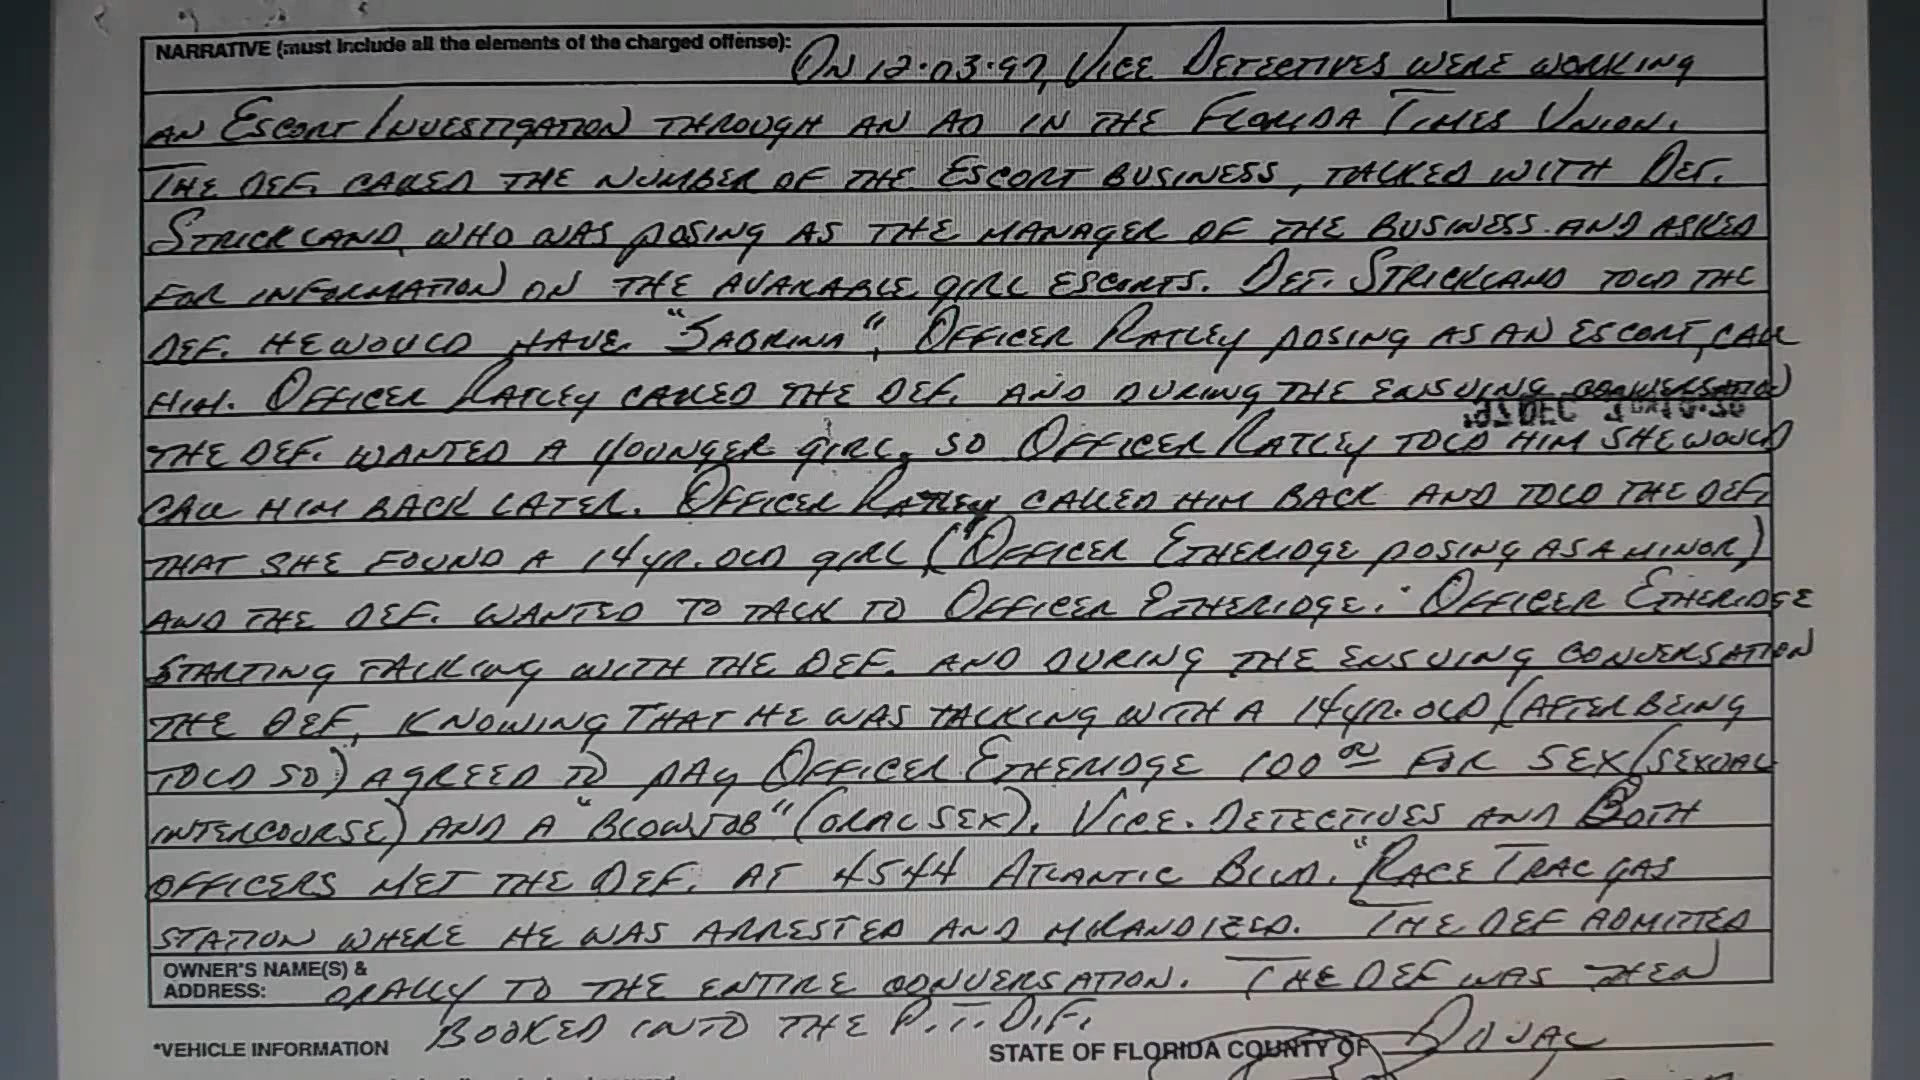 NARRATIVE (must include all the elements of the charged offense): ON 12.03.97, VICE DETECTIVES WERE WORKING
AN ESCORT INVESTIGATION THROUGH AN AD IN THE FLORIDA TIMES UNION.
THE DEF. CALLED THE NUMBER OF THE ESCORT BUSINESS, TALKED WITH DET.
STRICKLAND, WHO WAS POSING AS THE MANAGER OF THE BUSINESS AND ASKED
FOR INFORMATION ON THE AVAILABLE GIRL ESCORTS. DET. STRICKLAND TOLD THE
DEF. HE WOULD HAVE "SABRINA", OFFICER RATLEY POSING AS AN ESCORT, CALL
HIM. OFFICER RATLEY CALLED THE DEF. AND DURING THE ENSUING CONVERSATION
DEC
THE DEF. WANTED A YOUNGER GIRL, SO OFFICER RATLEY TOLD HIM SHE WOULD
CALL HIM BACK LATER. OFFICER RATLEY CALLED HIM BACK AND TOLD THE DEF.
THAT SHE FOUND A 14 YR. OLD GIRL, ("OFFICER ETHERIDGE POSING AS A MINOR)
AND THE DEF. WANTED TO TALK TO OFFICER ETHERIDGE. OFFICER ETHERIDGE
STARTING TALKING WITH THE DEF. AND DURING THE ENSUING CONVERSATION
THE DEF, KNOWING THAT HE WAS TALKING WITH A 14 YR. OLD (AFTER BEING
TOLD SO) AGREED TO PAY OFFICER ETHERIDGE 100 00 FOR SEX (SEXUAL
INTERCOURSE) AND A "BLOWJOB" (ORAL SEX). VICE DETECTIVES AND BOTH
OFFICERS MET THE DEF. AT 4544 ATLANTIC BLVD. "RACE TRAC GAS
STATION WHERE HE WAS ARRESTED AND MIRANDIZED. THE DEF ADMITTED
OWNER'S NAME(S) &
ADDRESS: ORALLY TO THE ENTIRE CONVERSATION. THE DEF WAS THEN
BOOKED INTO THE P.T.D.F.
*VEHICLE INFORMATION STATE OF FLORIDA COUNTY OF DUVAL